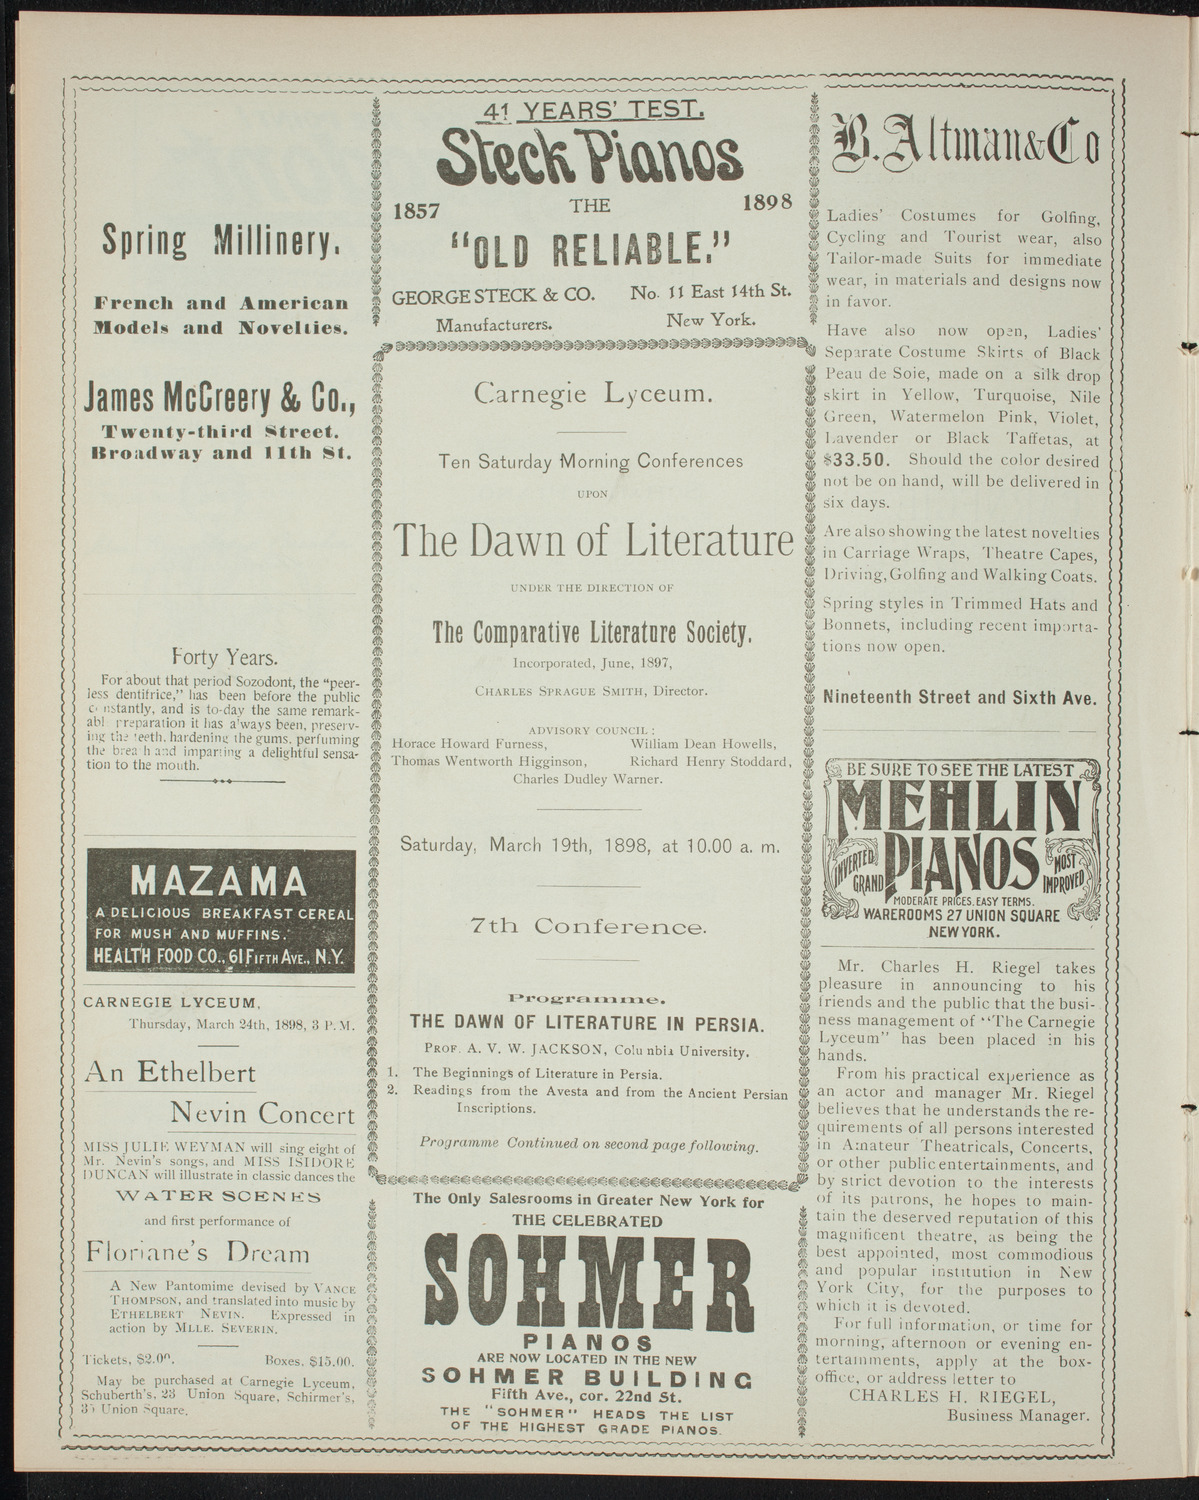 Spring Millinery.
French and American
Models and Novelties.
James McCreery & Co.,
Twenty-third Street.
Broadway and 11th St.
Forty Years.
For about that period Sozodont, the "peer-
less dentifrice," has been before the public
constantly, and is to-day the same remark-
able preparation it has always been, preserv-
ing the teeth, hardening the gums, perfuming
the breath and imparting a delightful sensa-
tion to the mouth.
MAZAMA
A DELICIOUS BREAKFAST CEREAL
FOR MUSH AND MUFFINS.
HEALTH FOOD CO., 61 FIFTH AVE., N.Y.
CARNEGIE LYCEUM,
Thursday, March 24th, 1898, 3 P. M.
An Ethelbert
Nevin Concert
MISS JULIE WEYMAN will sing eight of
Mr. Nevin's songs, and MISS ISIDORE
DUNCAN will illustrate in classic dances the
WATER SCENES
and first performance of
Floriane's Dream
A New Pantomime devised by VANCE
THOMPSON, and translated into music by
ETHELBERT NEVIN. Expressed in
action by MLLE. SEVERIN.
Tickets, $2.00. Boxes, $15.00.
May be purchased at Carnegie Lyceum,
Schuberth's, 23 Union Square, Schirmer's,
35 Union Square.
41 YEARS' TEST.
Steck Pianos
1857 THE 1898
"OLD RELIABLE."
GEORGE STECK & CO. No. 11 East 14th St.
Manufacturers. New York.
Carnegie Lyceum.
Ten Saturday Morning Conferences
UPON
The Dawn of Literature
UNDER THE DIRECTION OF
The Comparative Literature Society.
Incorporated, June, 1897,
CHARLES SPRAGUE SMITH, Director.
ADVISORY COUNCIL:
Horace Howard Furness, William Dean Howells,
Thomas Wentworth Higginson, Richard Henry Stoddard,
Charles Dudley Warner.
Saturday, March 19th, 1898, at 10.00 a. m.
7th Conference.
Programme.
THE DAWN OF LITERATURE IN PERSIA.
PROF. A. V. W. JACKSON, Columbia University.
1. The Beginnings of Literature in Persia.
2. Readings from the Avesta and from the Ancient Persian
Inscriptions.
Programme Continued on second page following.
The Only Salesrooms in Greater New York for
THE CELEBRATED
SOHMER
PIANOS
ARE NOW LOCATED IN THE NEW
SOHMER BUILDING
Fifth Ave., cor. 22nd St.
THE "SOHMER" HEADS THE LIST
OF THE HIGHEST GRADE PIANOS.
B. Altman & Co
Ladies' Costumes for Golfing,
Cycling and Tourist wear, also
Tailor-made Suits for immediate
wear, in materials and designs now
in favor.
Have also now open, Ladies'
Separate Costume Skirts of Black
Peau de Soie, made on a silk drop
skirt in Yellow, Turquoise, Nile
Green, Watermelon Pink, Violet,
Lavender or Black Taffetas, at
$33.50. Should the color desired
not be on hand, will be delivered in
six days.
Are also showing the latest novelties
in Carriage Wraps, Theatre Capes,
Driving, Golfing and Walking Coats.
Spring styles in Trimmed Hats and
Bonnets, including recent importa-
tions now open.
Nineteenth Street and Sixth Ave.
BE SURE TO SEE THE LATEST
MEHLIN
INVERTED GRAND PIANOS MOST IMPROVED
MODERATE PRICES. EASY TERMS.
WAREROOMS 27 UNION SQUARE
NEW YORK.
Mr. Charles H. Riegel takes
pleasure in announcing to his
friends and the public that the busi-
ness management of "The Carnegie
Lyceum" has been placed in his
hands.
From his practical experience as
an actor and manager Mr. Riegel
believes that he understands the re-
quirements of all persons interested
in Amateur Theatricals, Concerts,
or other public entertainments, and
by strict devotion to the interests
of its patrons, he hopes to main-
tain the deserved reputation of this
magnificent theatre, as being the
best appointed, most commodious
and popular institution in New
York City, for the purposes to
which it is devoted.
For full information, or time for
morning, afternoon or evening en-
tertainments, apply at the box-
office, or address letter to
CHARLES H. RIEGEL,
Business Manager.